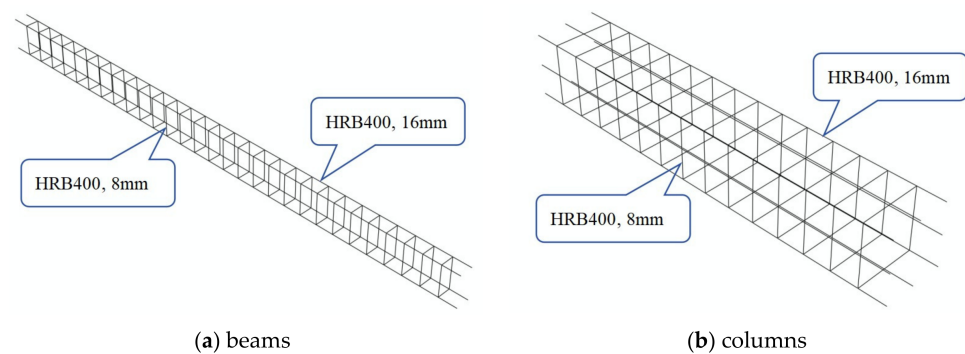 HRB400, 16mm
HRB400, 8mm
(a) beams
HRB400, 16mm
HRB400, 8mm
(b) columns